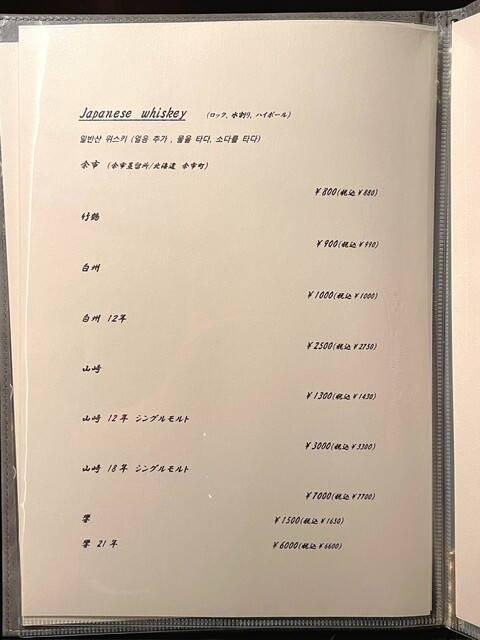 Japanese whiskey (ロック, 水割り, ハイボール)
일반산 위스키 (얼음 추가, 물을 타다, 소다를 타다)
余市 (余市蒸留所/北海道 余市町)
¥800(税込¥880)
竹鶴
¥900(税込¥990)
白州
¥1000(税込¥1000)
白州 12年
¥2500(税込¥2750)
山崎
¥1300(税込¥1430)
山崎 12年 シングルモルト
¥3000(税込¥3300)
山崎 18年 シングルモルト
¥7000(税込¥7700)
響 ¥1500(税込¥1650)
響 21年 ¥6000(税込¥6600)